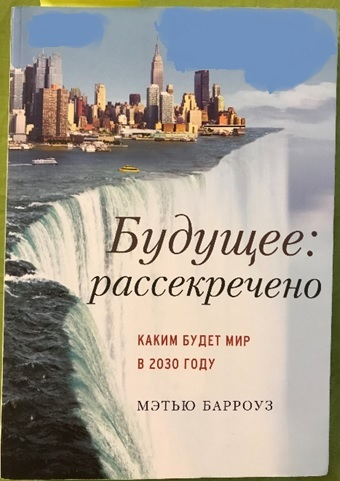 Будущее:
рассекречено
КАКИМ БУДЕТ МИР
В 2030 ГОДУ
МЭТЬЮ БАРРОУЗ